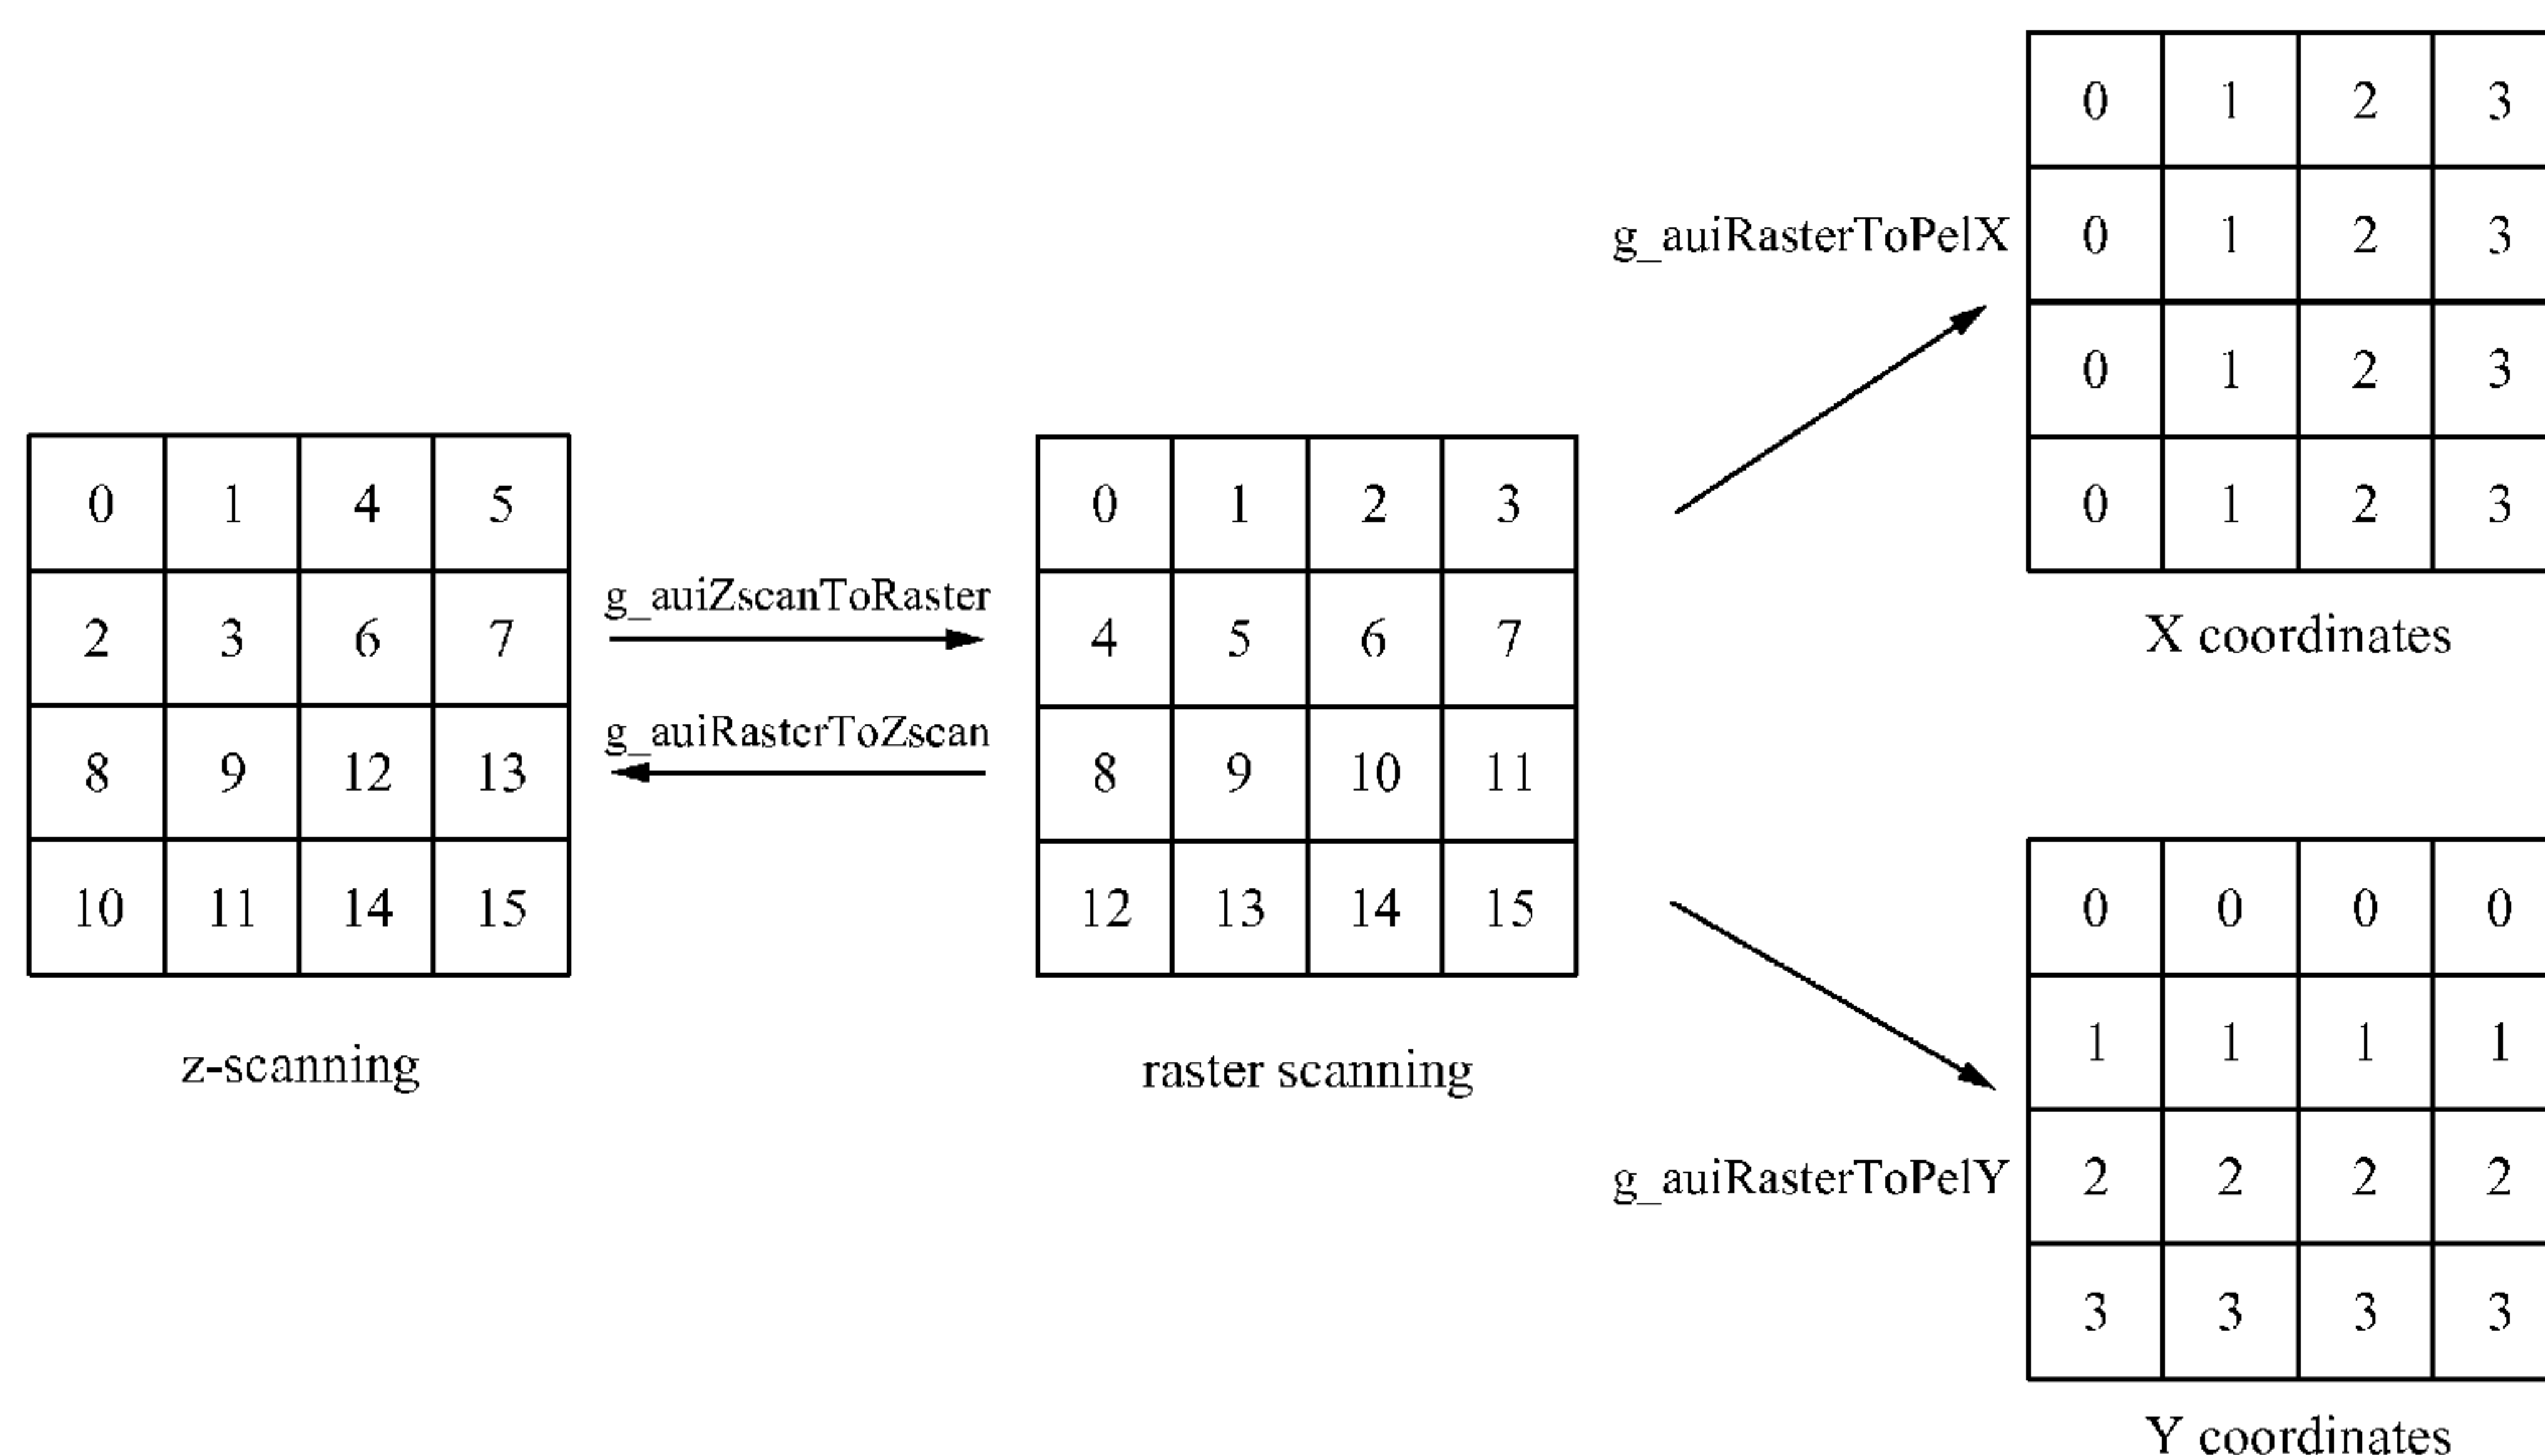 0 1 2 3
0 1 2 3
g_auiRasterToPelX
0 1 2 3
0 1 2 3
X coordinates
0 1 4 5
2 3 6 7
8 9 12 13
10 11 14 15
z-scanning
g_auiZscanToRaster
g_auiRasterToZscan
0 1 2 3
4 5 6 7
8 9 10 11
12 13 14 15
raster scanning
0 0 0 0
1 1 1 1
g_auiRasterToPelY
2 2 2 2
3 3 3 3
Y coordinates